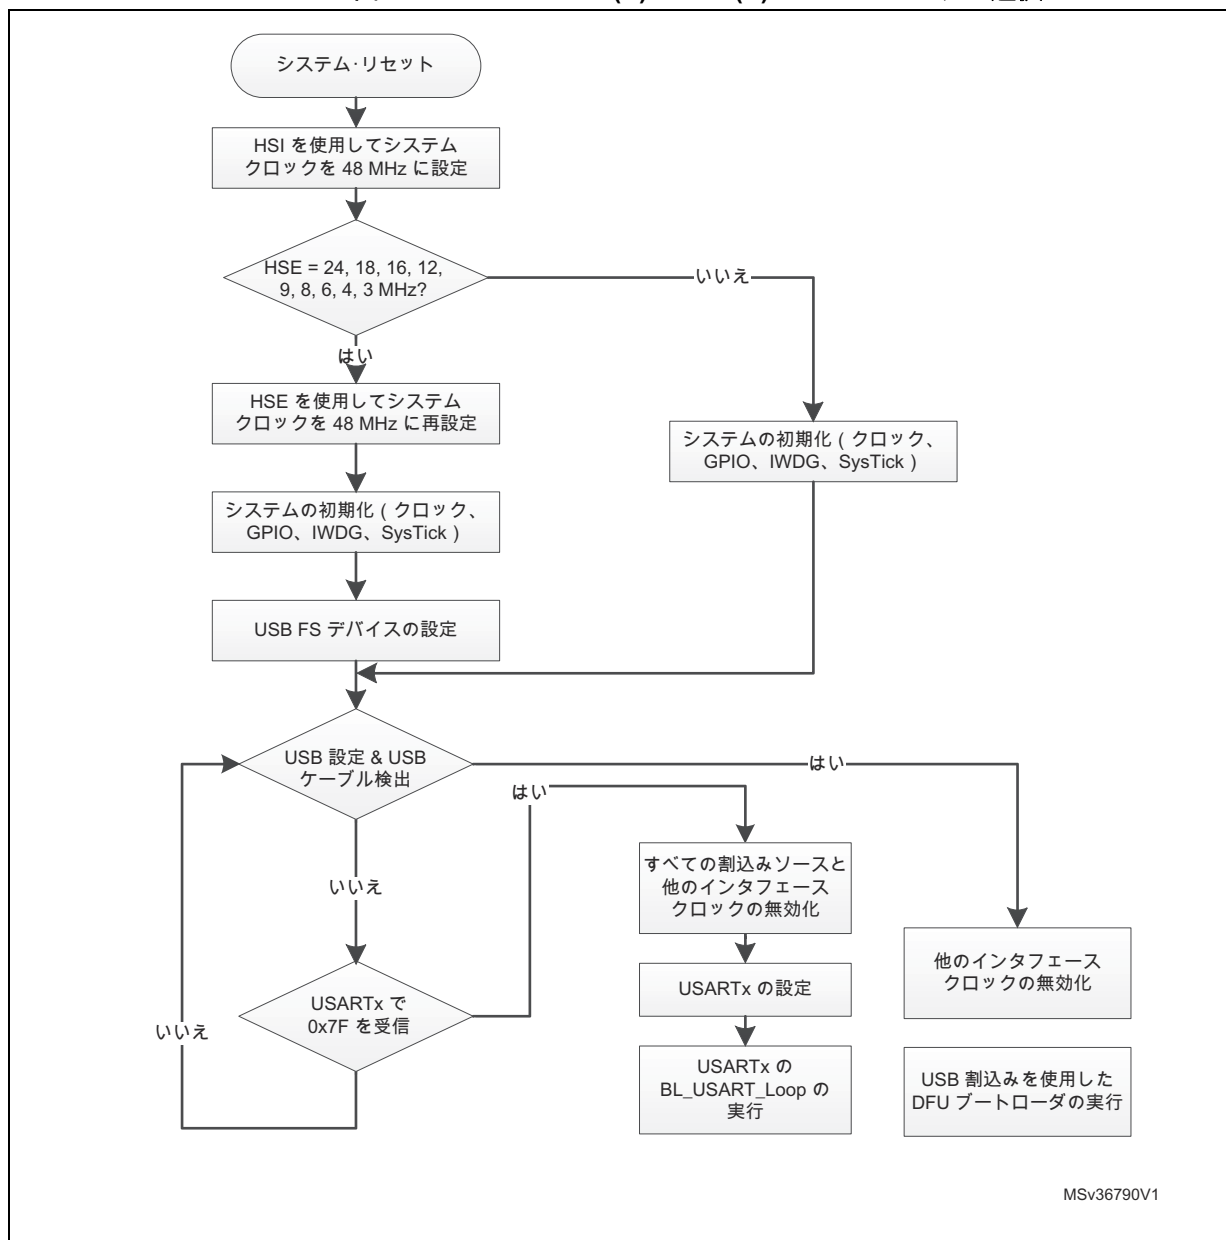 システム･リセット
HSI を使用してシステム
クロックを 48 MHz に設定
HSE = 24, 18, 16, 12,
9, 8, 6, 4, 3 MHz?
いいえ
はい
HSE を使用してシステム
クロックを 48 MHz に再設定
システムの初期化 ( クロック、
GPIO、IWDG、SysTick )
システムの初期化 ( クロック、
GPIO、IWDG、SysTick )
USB FS デバイスの設定
USB 設定 & USB
ケーブル検出
はい
はい
いいえ
すべての割込みソースと
他のインタフェース
クロックの無効化
他のインタフェース
クロックの無効化
USARTx で
0x7F を受信
いいえ
USARTx の設定
USARTx の
BL_USART_Loop の
実行
USB 割込みを使用した
DFU ブートローダの実行
MSv36790V1